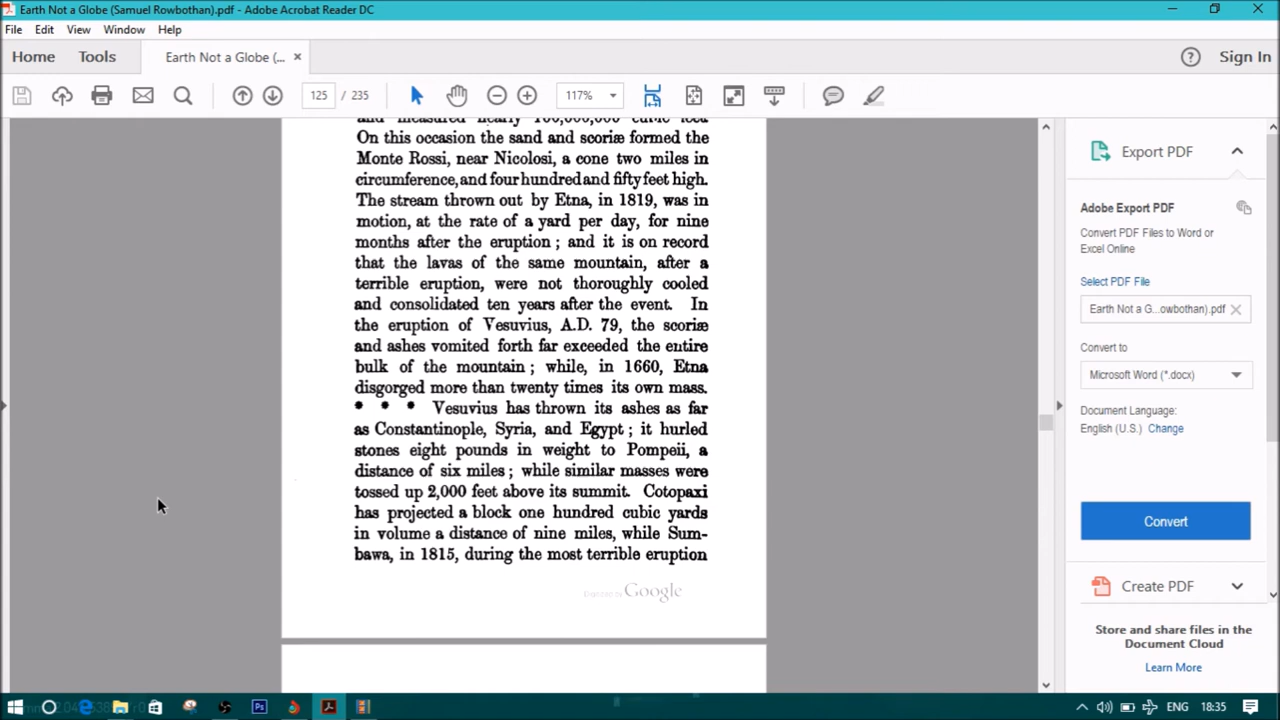 Earth Not a Globe (Samuel Rowbothan).pdf - Adobe Acrobat Reader DC
File Edit View Window Help
Home Tools Earth Not a Globe (... ×
Sign In
125 / 235
117%
and measured nearly 100,000,000 cubic feet
On this occasion the sand and scoriæ formed the
Monte Rossi, near Nicolosi, a cone two miles in
circumference, and four hundred and fifty feet high.
The stream thrown out by Etna, in 1819, was in
motion, at the rate of a yard per day, for nine
months after the eruption ; and it is on record
that the lavas of the same mountain, after a
terrible eruption, were not thoroughly cooled
and consolidated ten years after the event. In
the eruption of Vesuvius, A.D. 79, the scoriæ
and ashes vomited forth far exceeded the entire
bulk of the mountain ; while, in 1660, Etna
disgorged more than twenty times its own mass.
* * * Vesuvius has thrown its ashes as far
as Constantinople, Syria, and Egypt ; it hurled
stones eight pounds in weight to Pompeii, a
distance of six miles ; while similar masses were
tossed up 2,000 feet above its summit. Cotopaxi
has projected a block one hundred cubic yards
in volume a distance of nine miles, while Sum-
bawa, in 1815, during the most terrible eruption
Digitized by Google
Export PDF
Adobe Export PDF
Convert PDF Files to Word or
Excel Online
Select PDF File
Earth Not a G...owbothan).pdf
Convert to
Microsoft Word (*.docx)
Document Language:
English (U.S.) Change
Convert
Create PDF
Store and share files in the
Document Cloud
Learn More
ENG 18:35